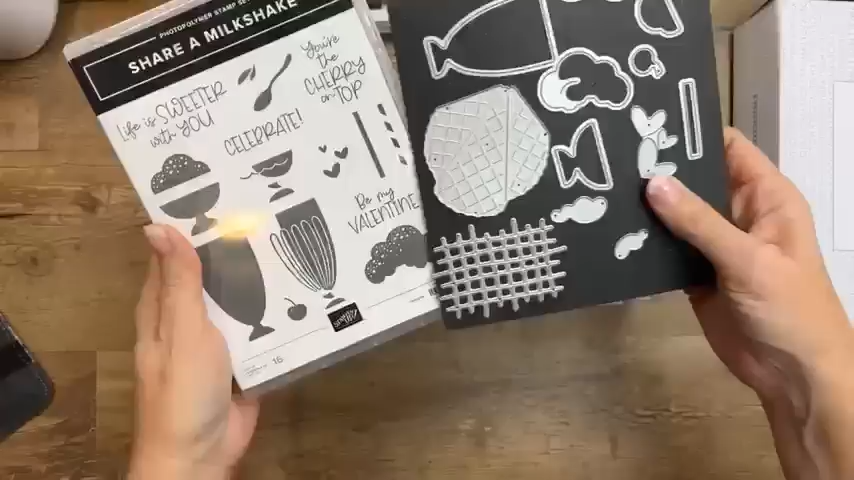 PHOTOPOLYMER STAMP SET
SHARE A MILKSHAKE
You're
the
CHERRY
on TOP
Life is SWEETER
with YOU
CELEBRATE!
Be my
VALENTINE
16